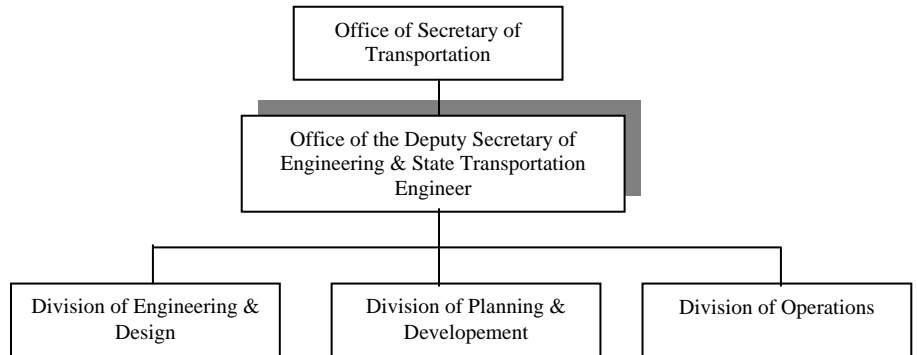 Office of Secretary of
Transportation
Office of the Deputy Secretary of
Engineering & State Transportation
Engineer
Division of Engineering &
Design
Division of Planning &
Developement
Division of Operations